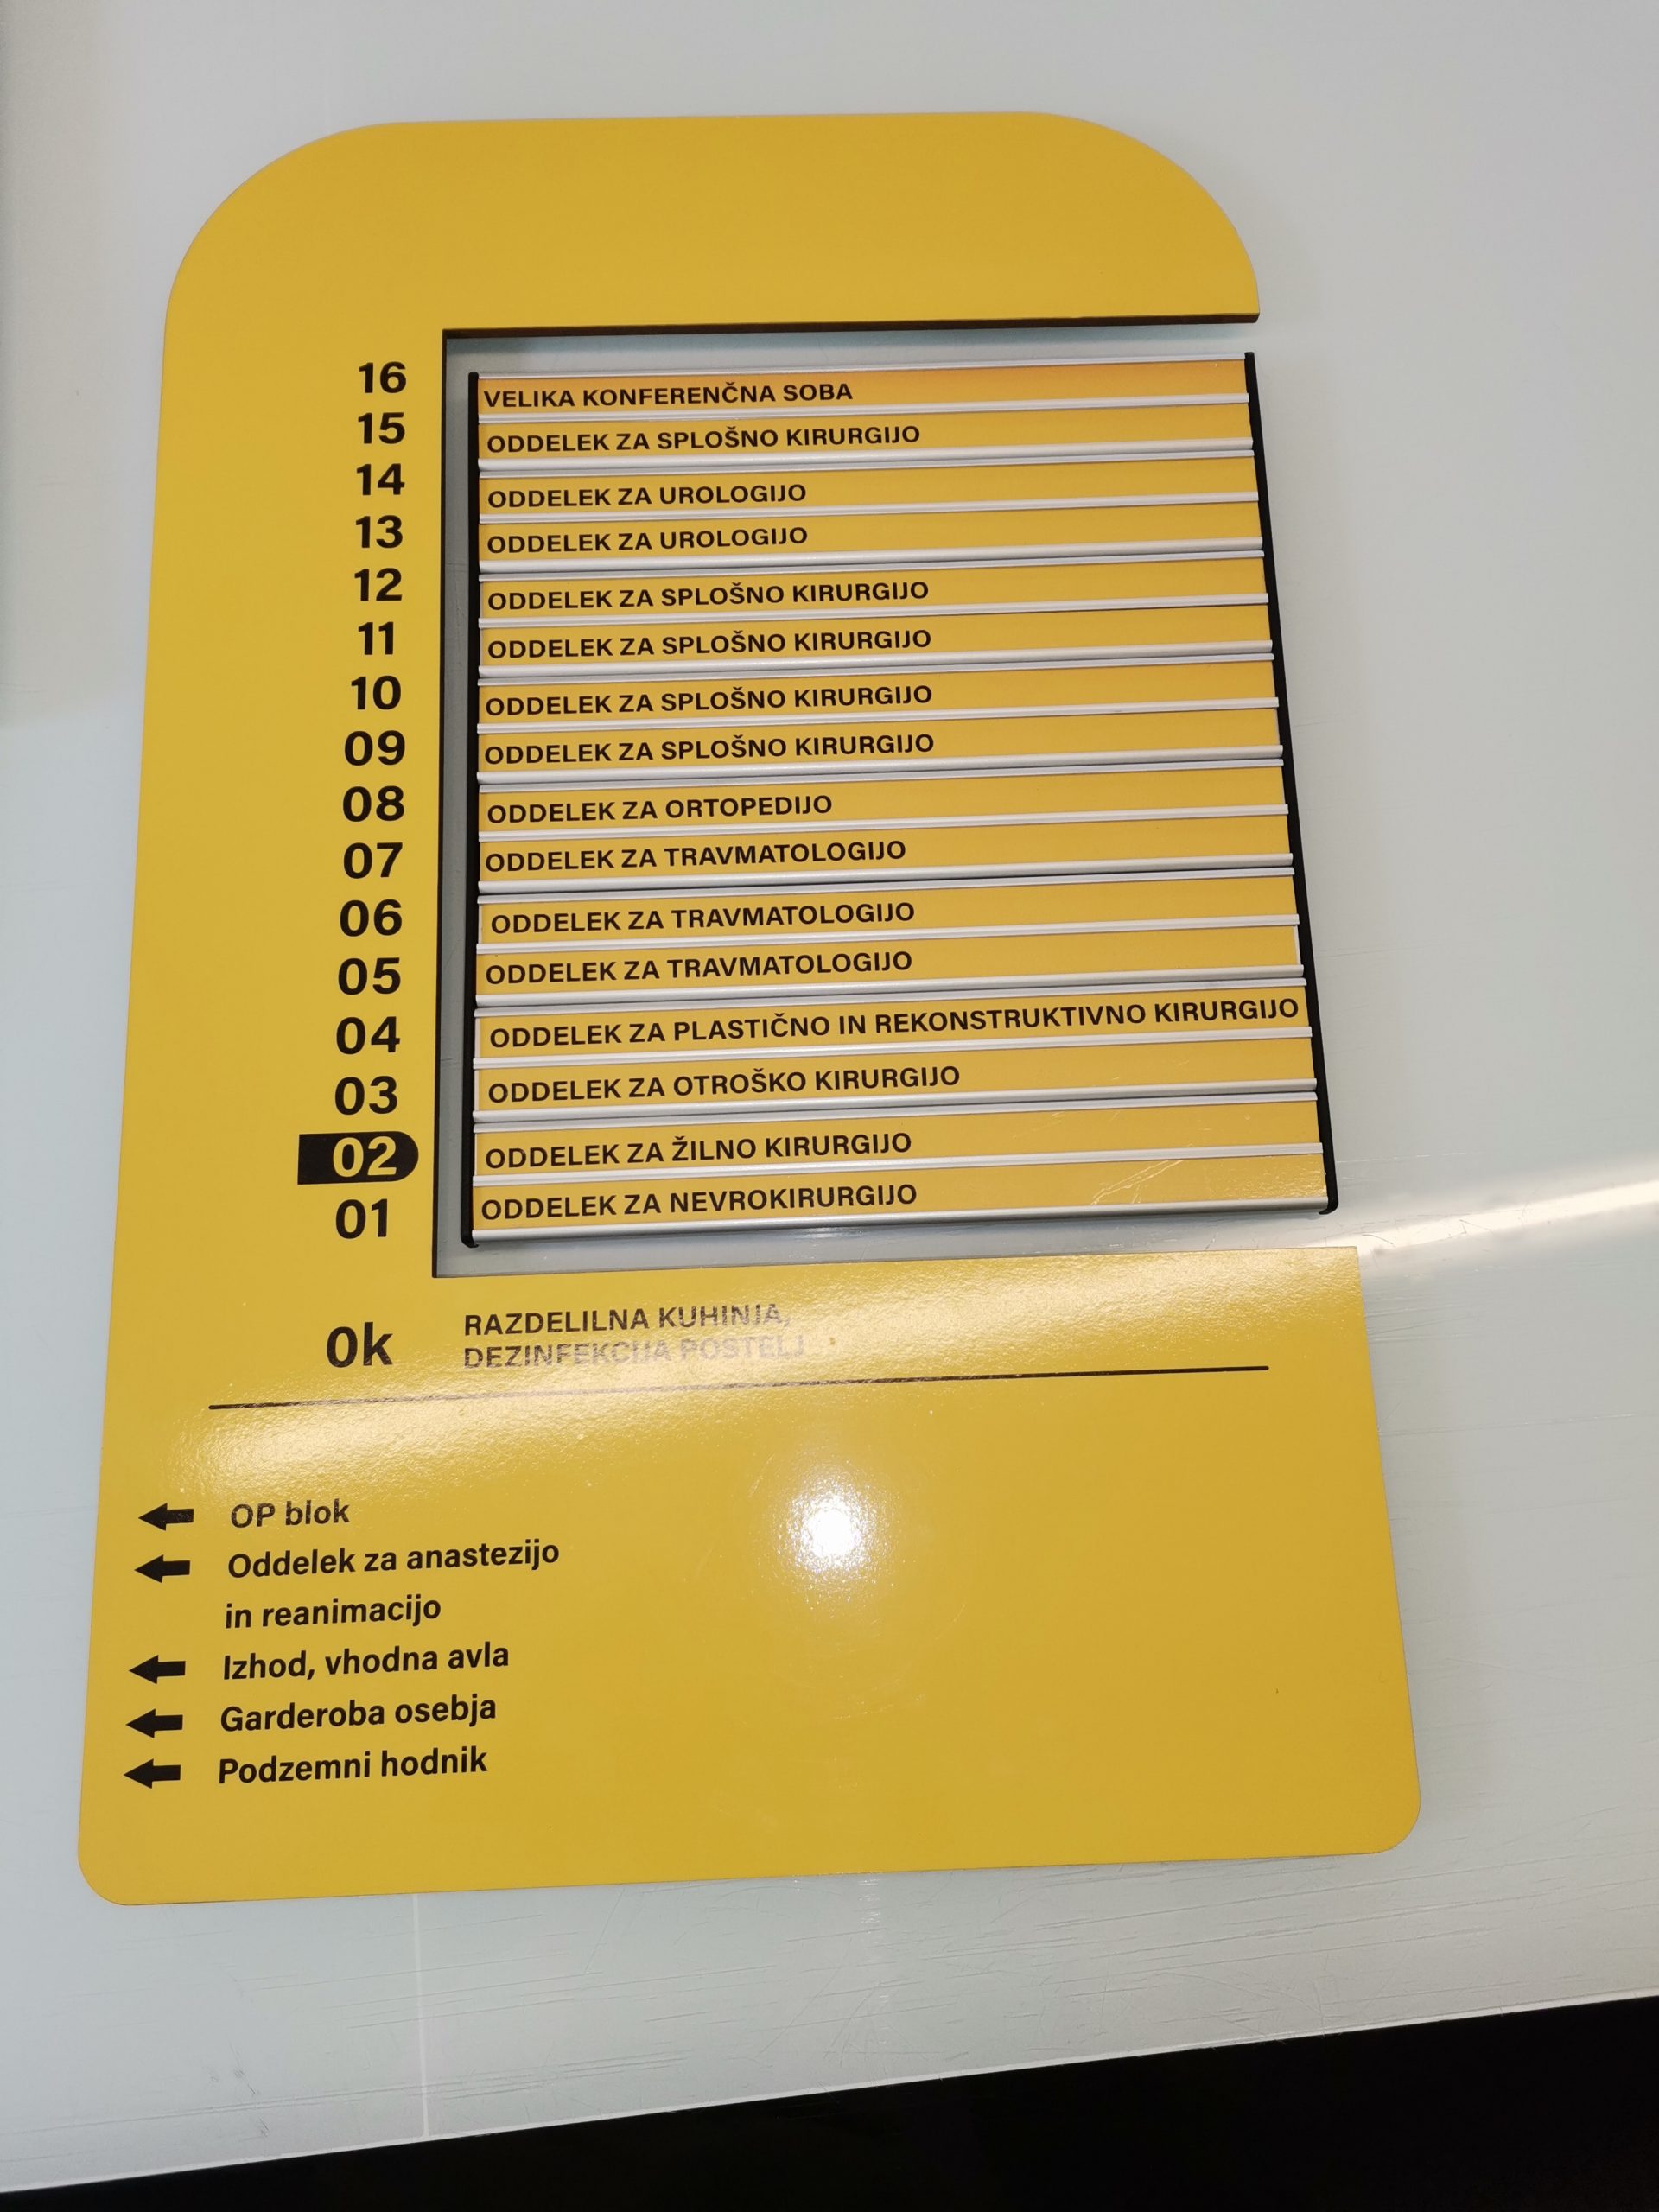 16 VELIKA KONFERENČNA SOBA
15 ODDELEK ZA SPLOŠNO KIRURGIJO
14 ODDELEK ZA UROLOGIJO
13 ODDELEK ZA UROLOGIJO
12 ODDELEK ZA SPLOŠNO KIRURGIJO
11 ODDELEK ZA SPLOŠNO KIRURGIJO
10 ODDELEK ZA SPLOŠNO KIRURGIJO
09 ODDELEK ZA SPLOŠNO KIRURGIJO
08 ODDELEK ZA ORTOPEDIJO
07 ODDELEK ZA TRAVMATOLOGIJO
06 ODDELEK ZA TRAVMATOLOGIJO
05 ODDELEK ZA TRAVMATOLOGIJO
04 ODDELEK ZA PLASTIČNO IN REKONSTRUKTIVNO KIRURGIJO
03 ODDELEK ZA OTROŠKO KIRURGIJO
02 ODDELEK ZA ŽILNO KIRURGIJO
01 ODDELEK ZA NEVROKIRURGIJO
0k RAZDELILNA KUHINJA,
DEZINFEKCIJA POSTELJ
OP blok
Oddelek za anastezijo
in reanimacijo
Izhod, vhodna avla
Garderoba osebja
Podzemni hodnik